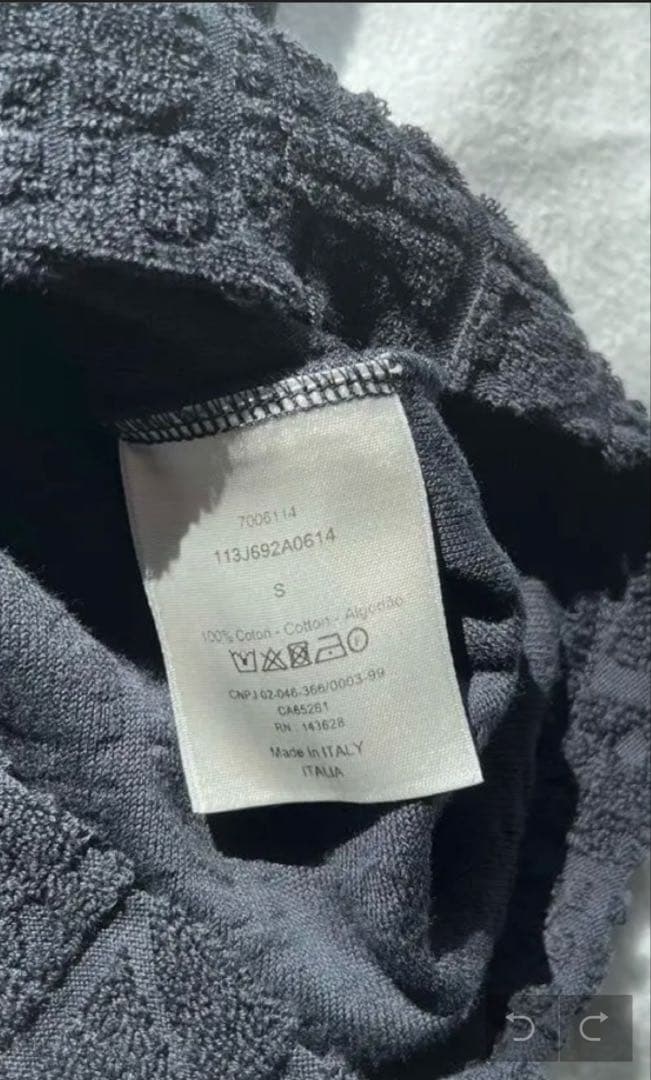 7006114
113J692A0614
S
100% Coton - Cotton - Algodão
CNPJ 02-046-366/0003-99
CA65261
RN : 143628
Made in ITALY
ITALIA